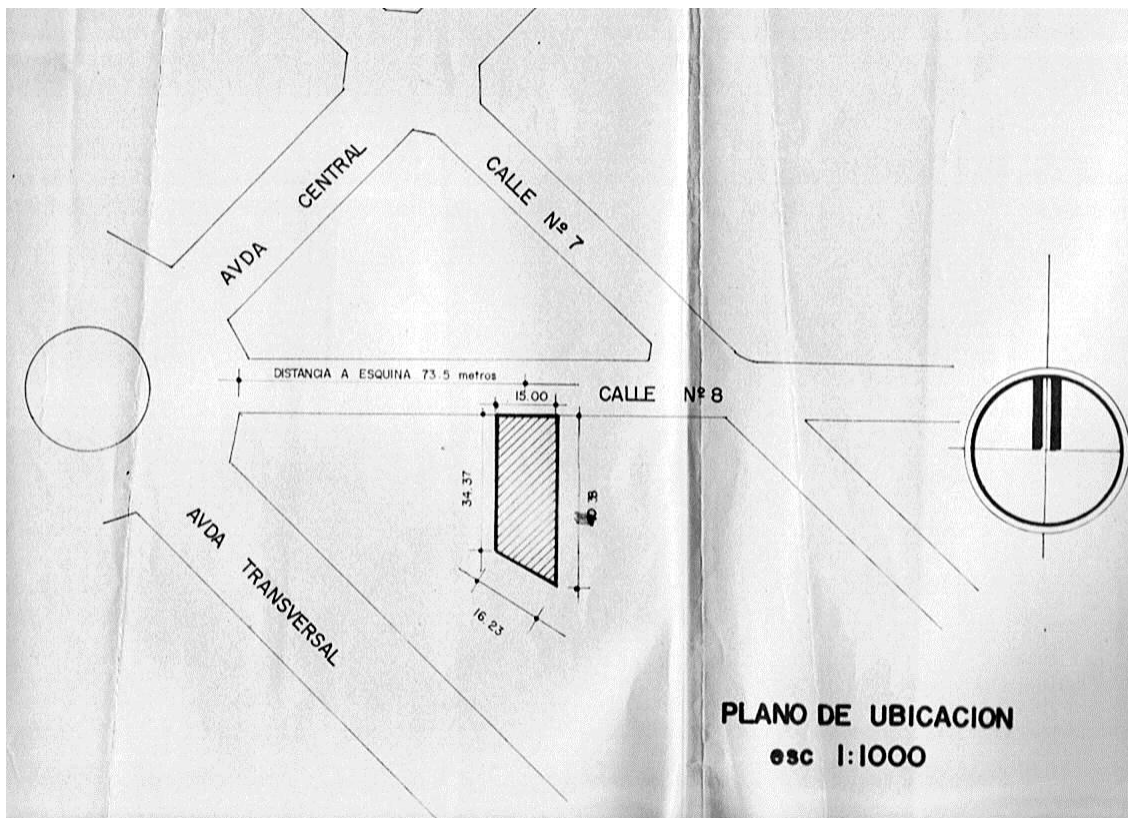 AVDA CENTRAL
CALLE Nº 7
DISTANCIA A ESQUINA 73.5 metros
15.00
CALLE Nº 8
34.37
16.23
AVDA TRANSVERSAL
PLANO DE UBICACION
esc 1:1000